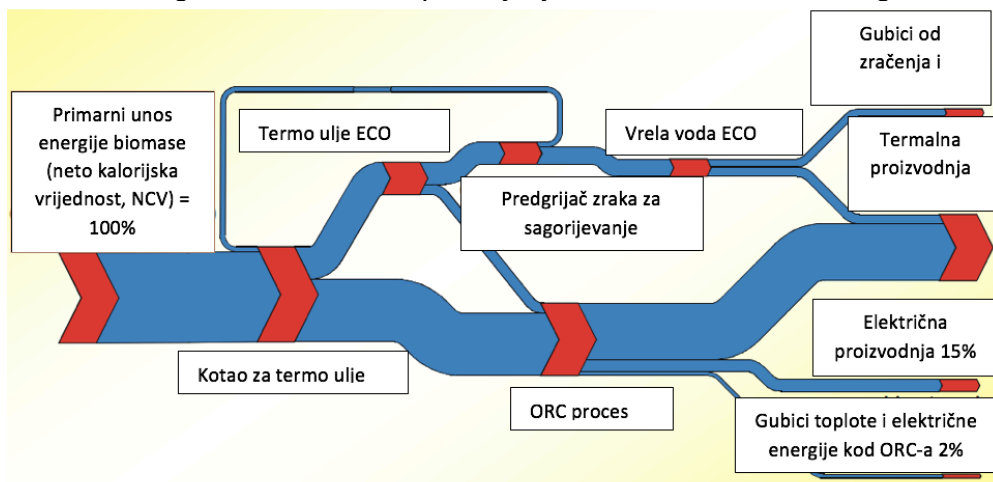 Primarni unos
energije biomase
(neto kalorijska
vrijednost, NCV) =
100%
Termo ulje ECO
Vrela voda ECO
Gubici od
zračenja i
Termalna
proizvodnja
Predgrijač zraka za
sagorijevanje
Kotao za termo ulje
ORC proces
Električna
proizvodnja 15%
Gubici toplote i električne
energije kod ORC-a 2%